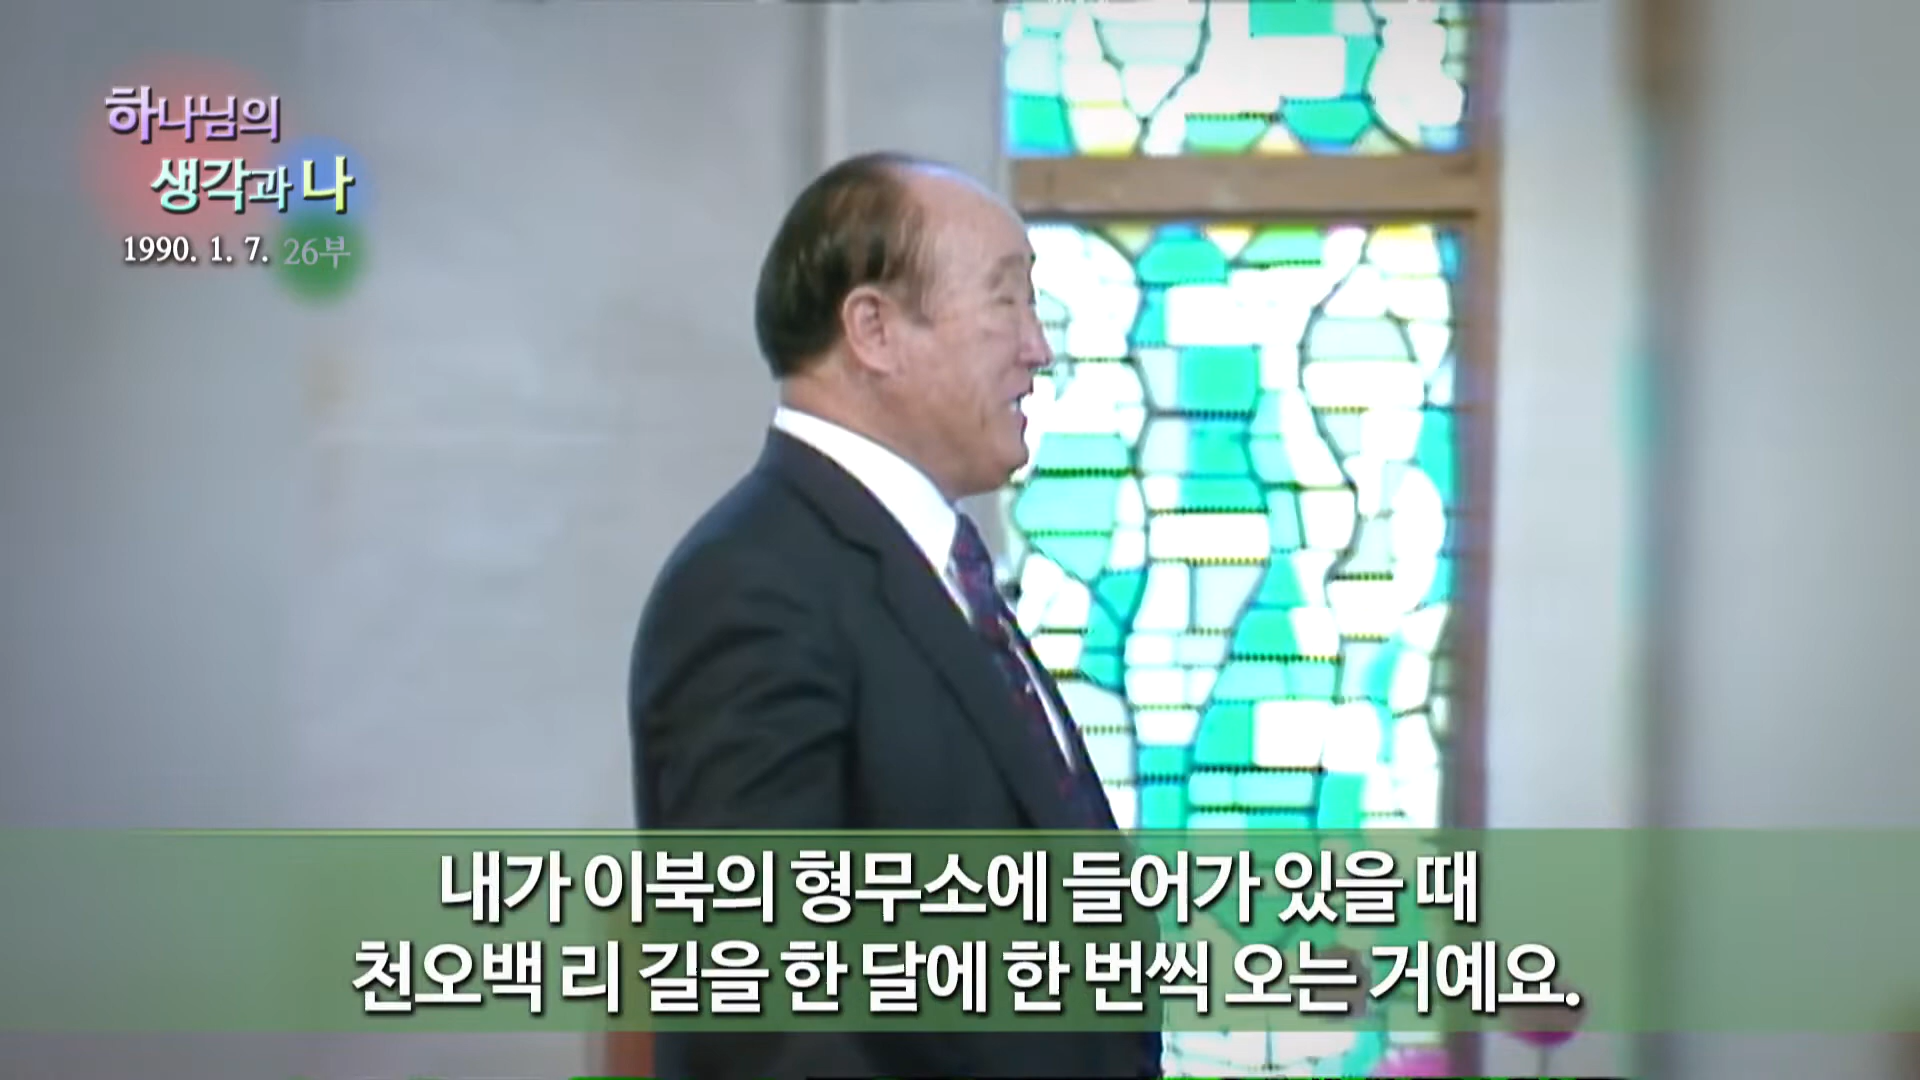 하나님의
생각과 나
1990. 1. 7. 26부
내가 이북의 형무소에 들어가 있을 때
천오백 리 길을 한 달에 한 번씩 오는 거예요.